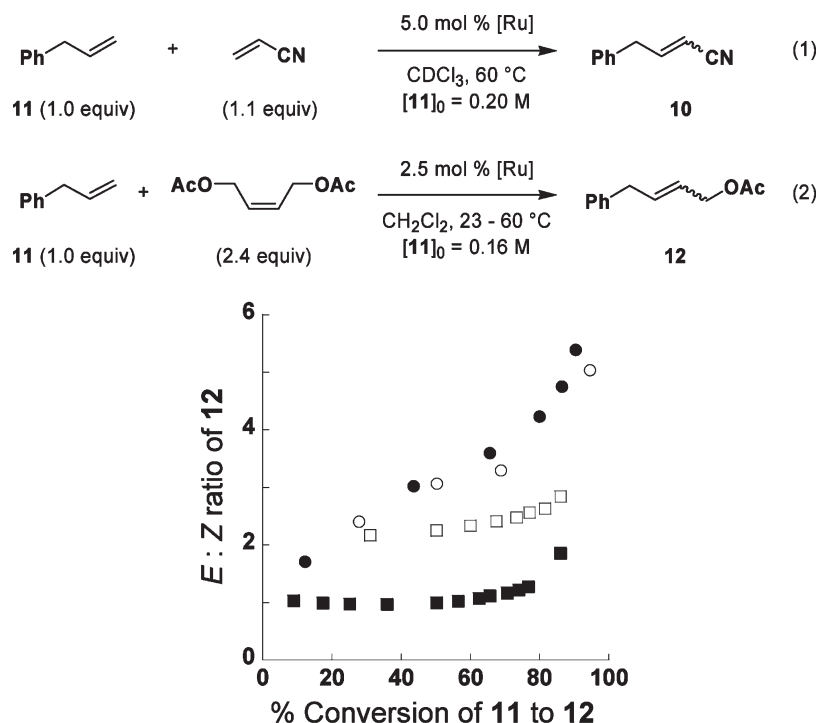 Ph + CN 5.0 mol % [Ru] Ph CN (1)
CDCl₃, 60 °C
11 (1.0 equiv) (1.1 equiv) [11]₀ = 0.20 M 10
Ph + AcO OAc 2.5 mol % [Ru] Ph OAc (2)
CH₂Cl₂, 23 - 60 °C
11 (1.0 equiv) (2.4 equiv) [11]₀ = 0.16 M 12
E : Z ratio of 12
6
4
2
0
0 20 40 60 80 100
% Conversion of 11 to 12